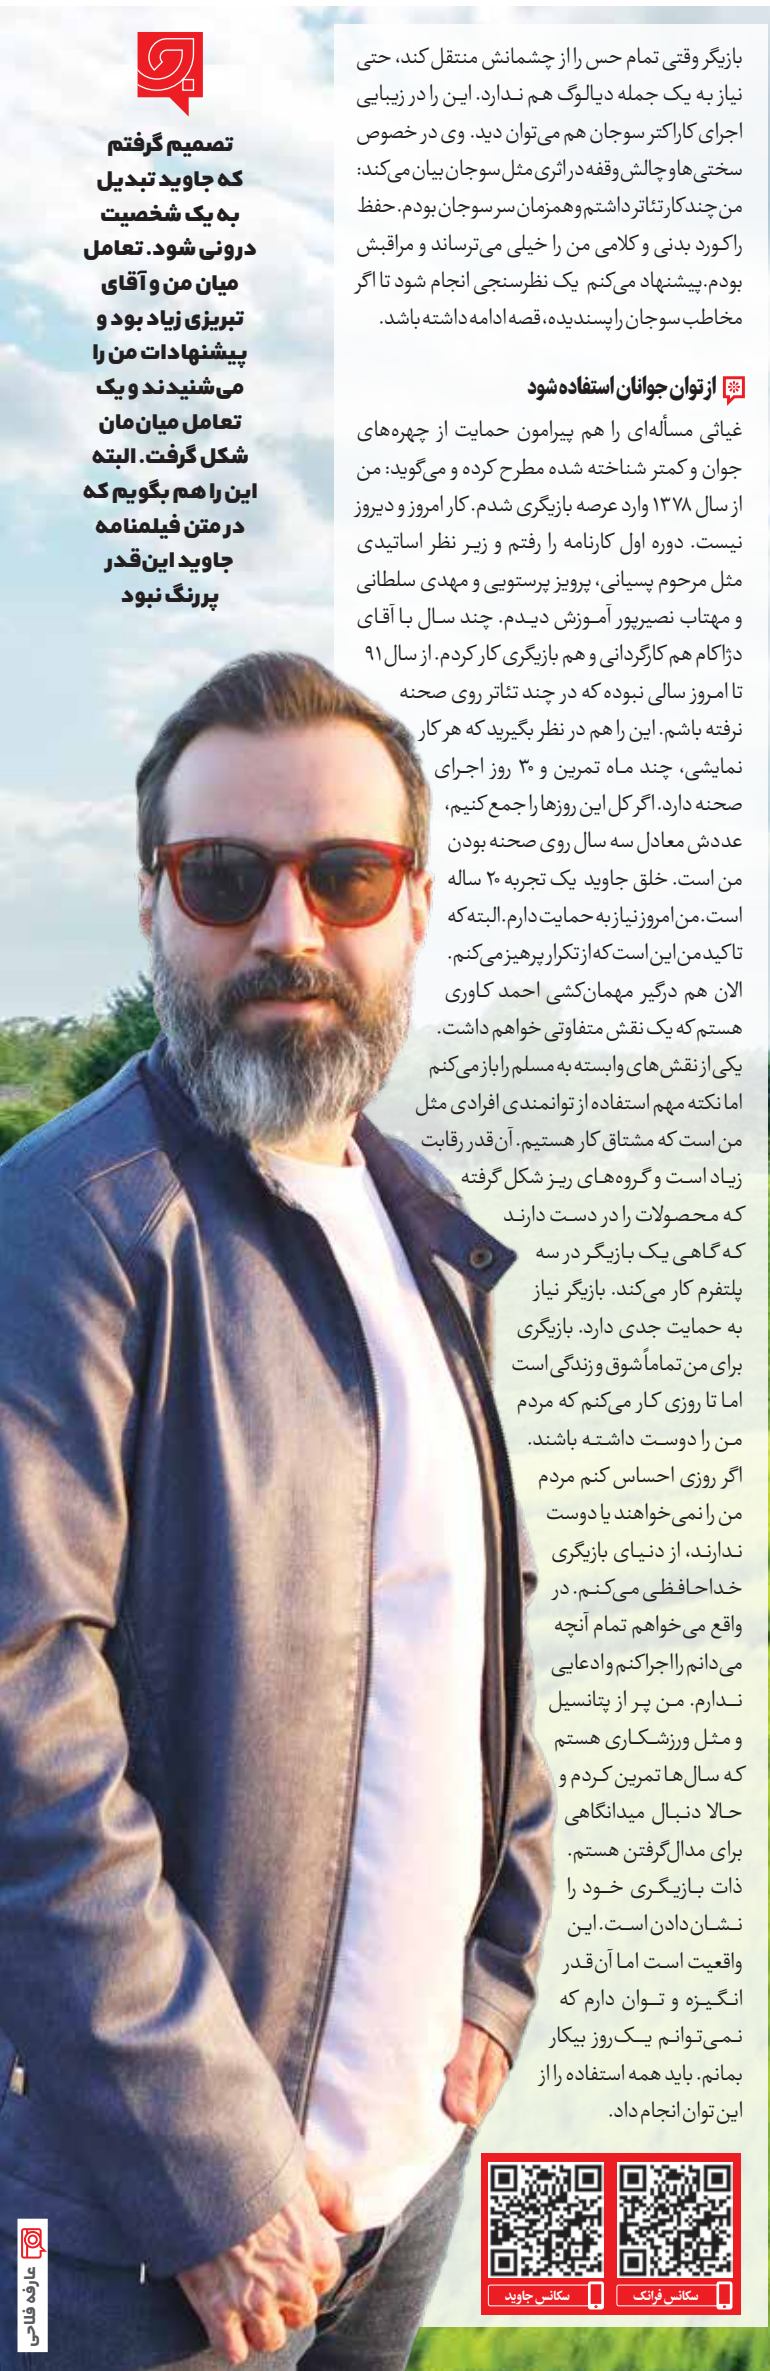 بازیگر وقتی تمام حس را از چشمانش منتقل کند، حتی
نیاز به یک جمله دیالوگ هم ندارد. این را در زیبایی
اجرای کاراکتر سوجان هم می‌توان دید. وی در خصوص
سختی‌ها و چالش وقفه در اثری مثل سوجان بیان می‌کند:
من چند کار تئاتر داشتم و همزمان سر سوجان بودم. حفظ
راکورد بدنی و کلامی من را خیلی می‌ترساند و مراقبش
بودم. پیشنهاد می‌کنم یک نظرسنجی انجام شود تا اگر
مخاطب سوجان را پسندیده، قصه ادامه داشته باشد.
از توان جوانان استفاده شود
غیاثی مسأله‌ای را هم پیرامون حمایت از چهره‌های
جوان و کمتر شناخته شده مطرح کرده و می‌گوید: من
از سال ۱۳۷۸ وارد عرصه بازیگری شدم. کار امروز و دیروز
نیست. دوره اول کارنامه را رفتم و زیر نظر اساتیدی
مثل مرحوم پسیانی، پرویز پرستویی و مهدی سلطانی
و مهتاب نصیرپور آموزش دیدم. چند سال با آقای
دژاکام هم کارگردانی و هم بازیگری کار کردم. از سال ۹۱
تا امروز سالی نبوده که در چند تئاتر روی صحنه
نرفته باشم. این را هم در نظر بگیرید که هر کار
نمایشی، چند ماه تمرین و ۳۰ روز اجرای
صحنه دارد. اگر کل این روزها را جمع کنیم،
عددش معادل سه سال روی صحنه بودن
من است. خلق جاوید یک تجربه ۲۰ ساله
است. من امروز نیاز به حمایت دارم. البته که
تاکید من این است که از تکرار پرهیز می‌کنم.
الان هم درگیر مهمان‌کشی احمد کاوری
هستم که یک نقش متفاوتی خواهم داشت.
یکی از نقش‌های وابسته به مسلم را باز می‌کنم
اما نکته مهم استفاده از توانمندی افرادی مثل
من است که مشتاق کار هستیم. آن‌قدر رقابت
زیاد است و گروه‌های ریز شکل گرفته
که محصولات را در دست دارند
که گاهی یک بازیگر در سه
پلتفرم کار می‌کند. بازیگر نیاز
به حمایت جدی دارد. بازیگری
برای من تماماً شوق و زندگی است
اما تا روزی کار می‌کنم که مردم
من را دوست داشته باشند.
اگر روزی احساس کنم مردم
من را نمی‌خواهند یا دوست
ندارند، از دنیای بازیگری
خداحافظی می‌کنم. در
واقع می‌خواهم تمام آنچه
می‌دانم را اجرا کنم و ادعایی
ندارم. من پر از پتانسیل
و مثل ورزشکاری هستم
که سال‌ها تمرین کردم و
حالا دنبال میدانگاهی
برای مدال‌گرفتن هستم.
ذات بازیگری خود را
نشان‌دادن است. این
واقعیت است اما آن‌قدر
انگیزه و توان دارم که
نمی‌توانم یک‌روز بیکار
بمانم. باید همه استفاده را از
این توان انجام داد.
سکانس فرانک
سکانس جاوید
تصمیم گرفتم
که جاوید تبدیل
به یک شخصیت
درونی شود. تعامل
میان من و آقای
تبریزی زیاد بود و
پیشنهادات من را
می‌شنیدند و یک
تعامل میان‌مان
شکل گرفت. البته
این را هم بگویم که
در متن فیلمنامه
جاوید این‌قدر
پررنگ نبود
عارفه فلاحی